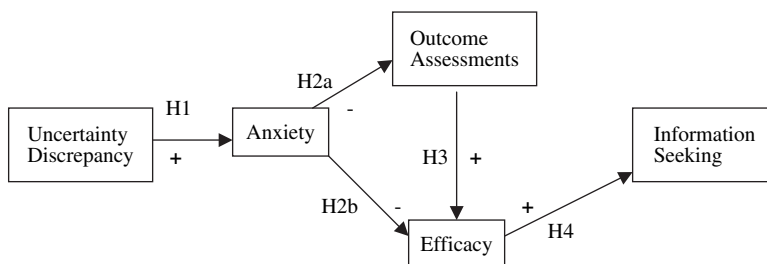 Outcome
Assessments
H2a
-
H1
Uncertainty
Discrepancy
+
Anxiety
Information
Seeking
H3
+
H2b
-
+
H4
Efficacy